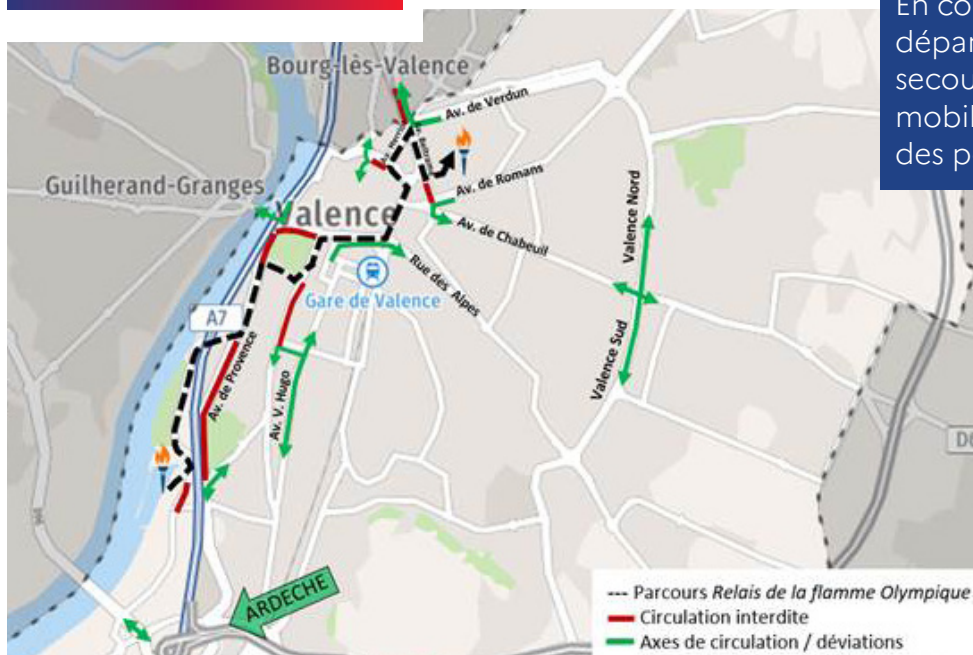 En co
dépar
secou
mobil
des p
Bourg-lès-Valence
Av. de Verdun
Guilherand-Granges
Valence
Av. de Romans
Av. de Chabeuil
Valence Nord
Rue des Alpes
Gare de Valence
A7
Valence Sud
Av. de Provence
Av. V. Hugo
ARDECHE
--- Parcours Relais de la flamme Olympique
Circulation interdite
Axes de circulation / déviations